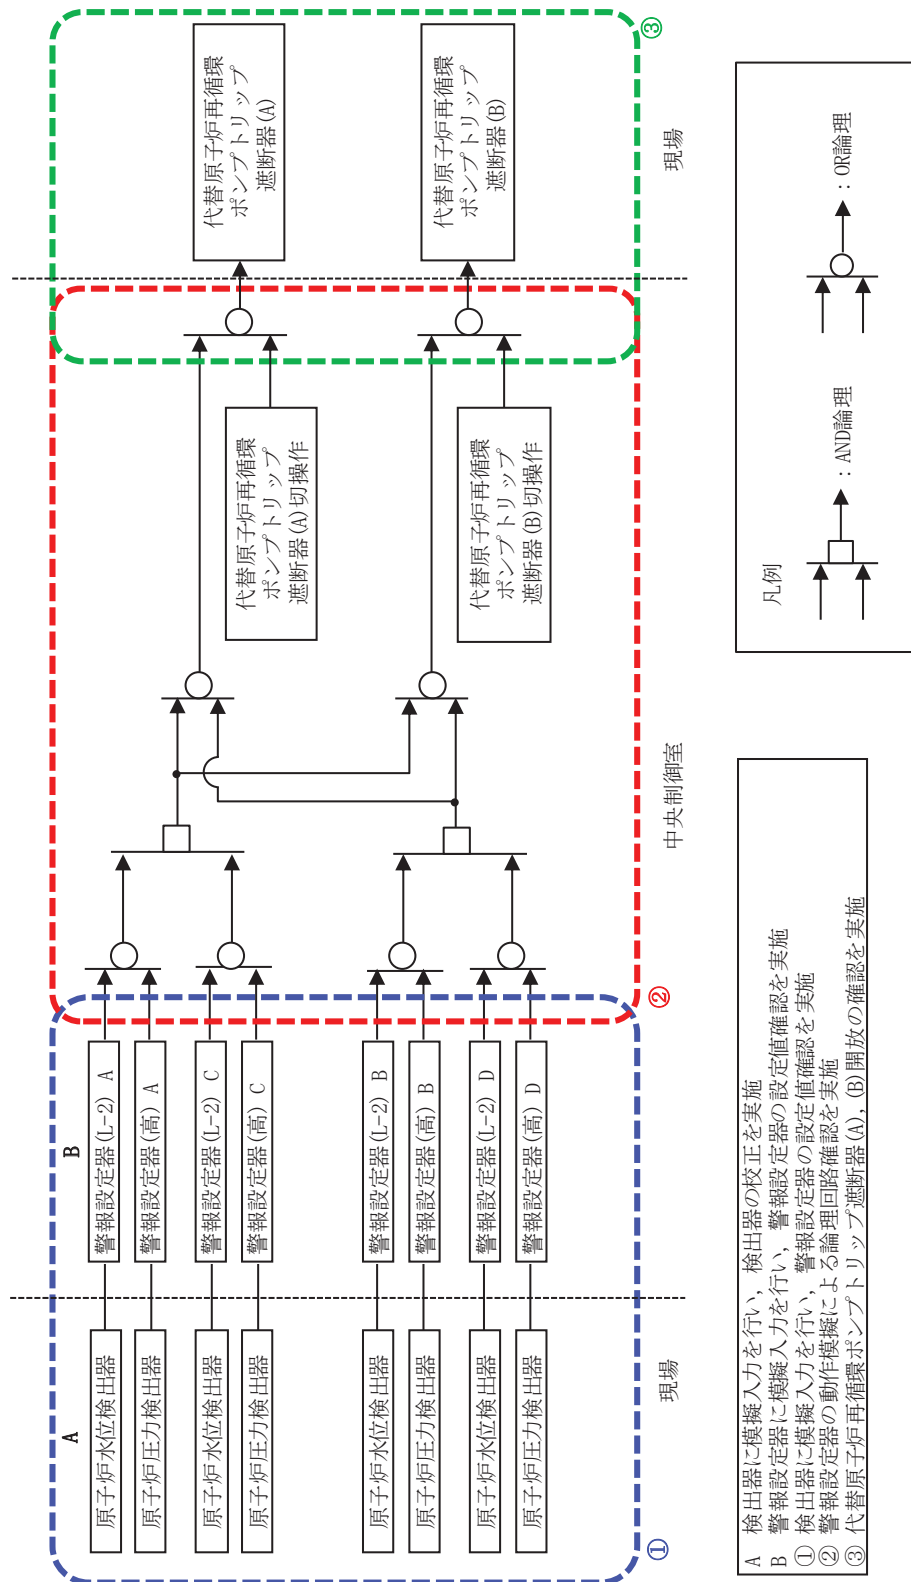 A
B
原子炉水位検出器
警報設定器(L-2) A
原子炉圧力検出器
警報設定器(高) A
原子炉水位検出器
警報設定器(L-2) C
原子炉圧力検出器
警報設定器(高) C
原子炉水位検出器
警報設定器(L-2) B
原子炉圧力検出器
警報設定器(高) B
原子炉水位検出器
警報設定器(L-2) D
原子炉圧力検出器
警報設定器(高) D
代替原子炉再循環
ポンプトリップ
遮断器(A)切操作
代替原子炉再循環
ポンプトリップ
遮断器(B)切操作
代替原子炉再循環
ポンプトリップ
遮断器(A)
代替原子炉再循環
ポンプトリップ
遮断器(B)
①
②
③
現場
中央制御室
現場
A 検出器に模擬入力を行い，検出器の校正を実施
B 警報設定器に模擬入力を行い，警報設定器の設定値確認を実施
① 検出器に模擬入力を行い，警報設定器の設定値確認を実施
② 警報設定器の動作模擬による論理回路確認を実施
③ 代替原子炉再循環ポンプトリップ遮断器(A)，(B)開放の確認を実施
凡例
：AND論理
：OR論理